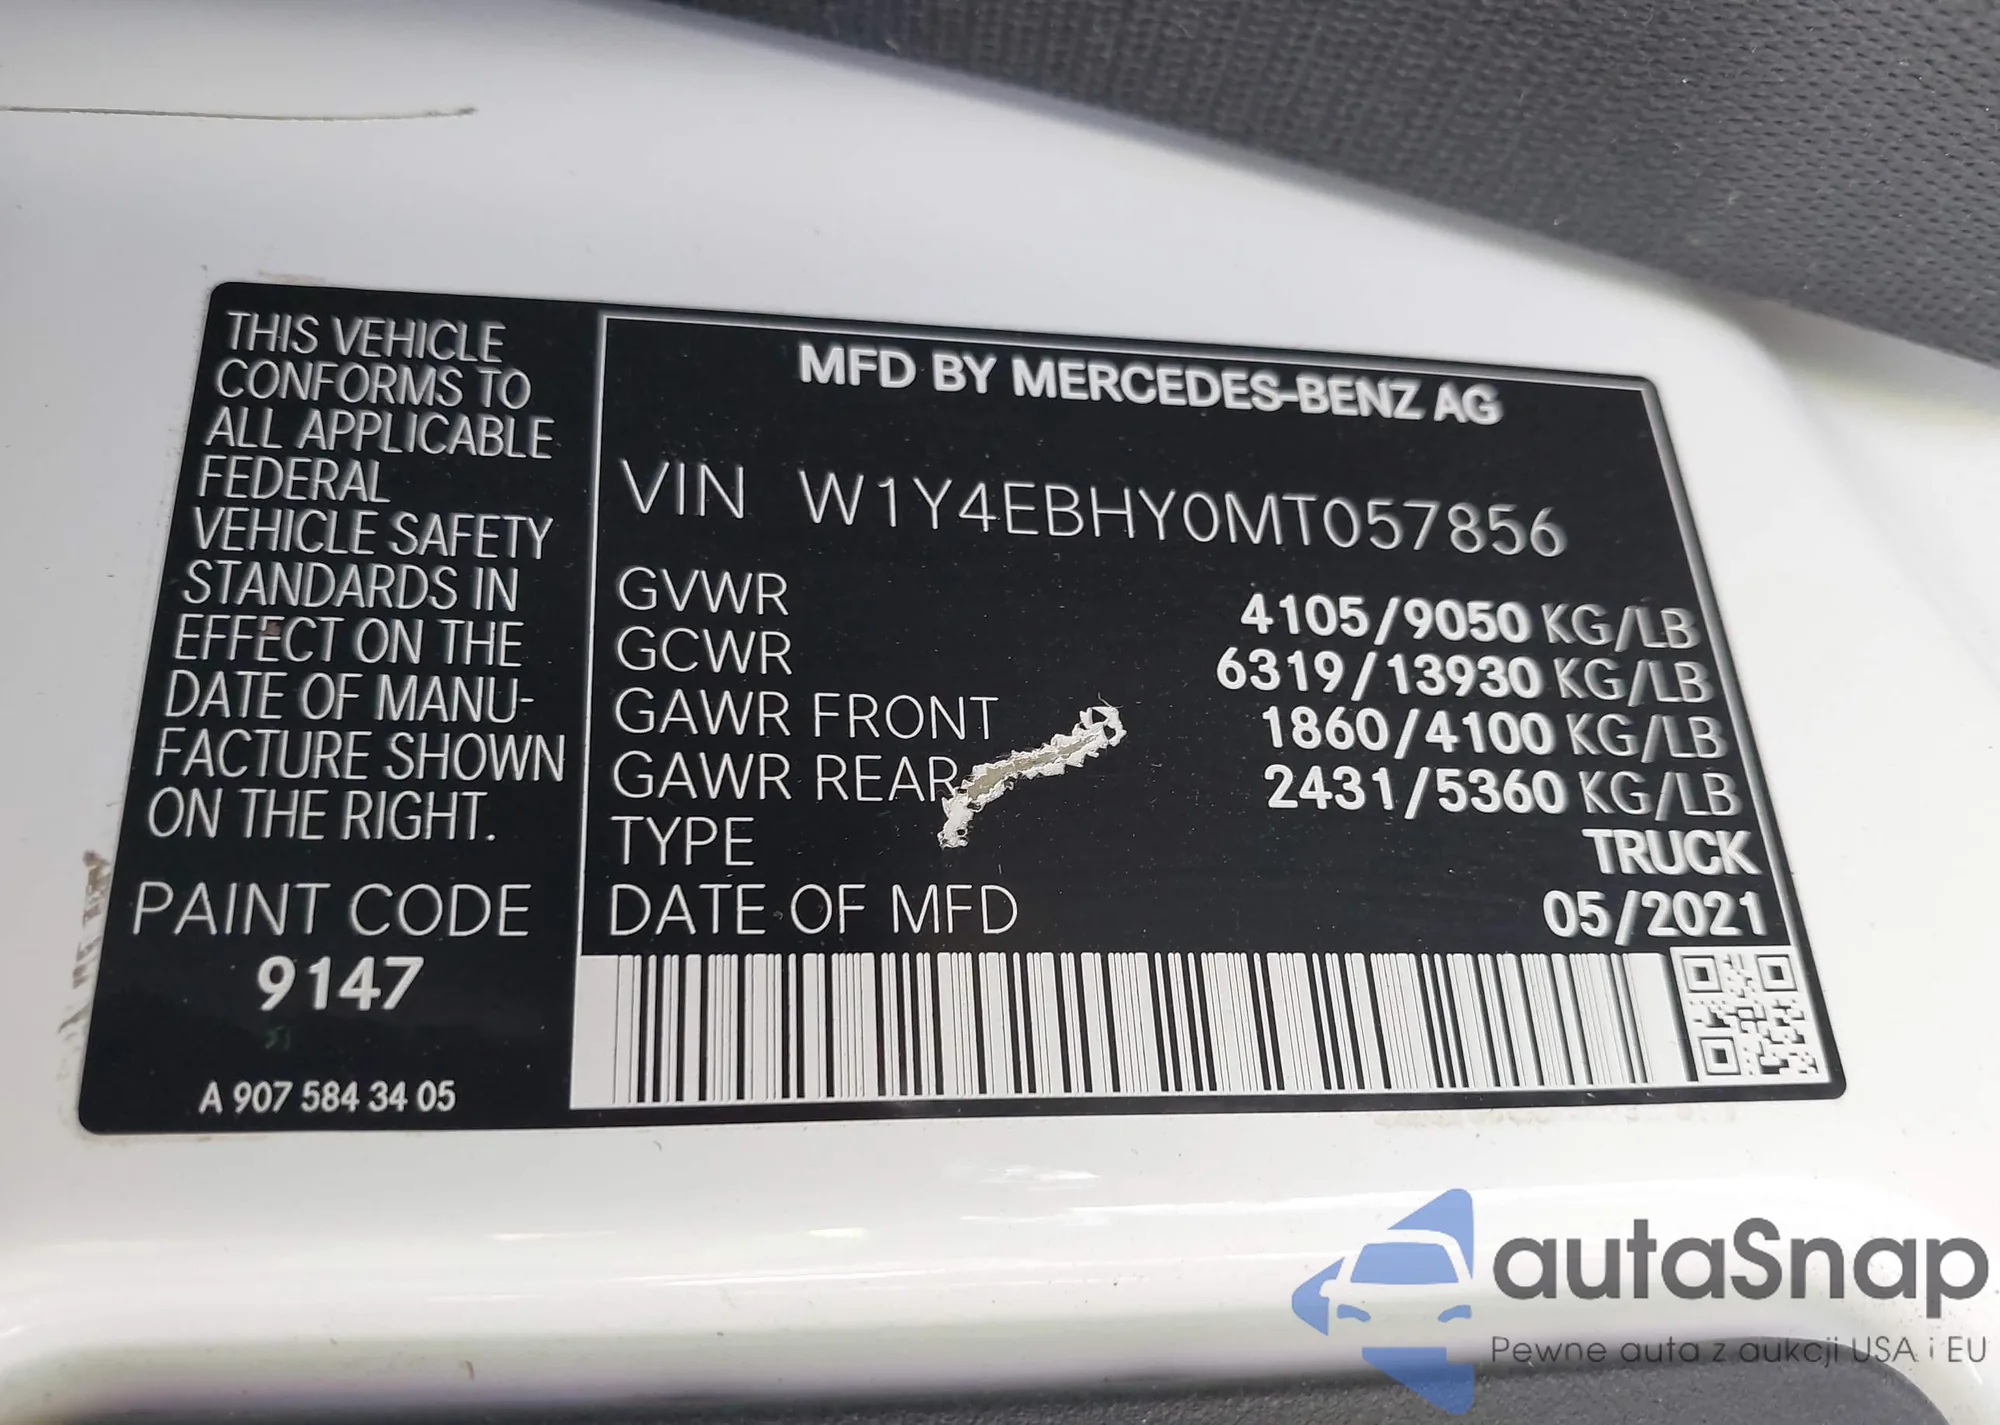 THIS VEHICLE
CONFORMS TO
ALL APPLICABLE
FEDERAL
VEHICLE SAFETY
STANDARDS IN
EFFECT ON THE
DATE OF MANU-
FACTURE SHOWN
ON THE RIGHT.
PAINT CODE
9147
A 907 584 34 05
MFD BY MERCEDES-BENZ AG
VIN W1Y4EBHY0MT057856
GVWR 4105/9050 KG/LB
GCWR 6319/13930 KG/LB
GAWR FRONT 1860/4100 KG/LB
GAWR REAR 2431/5360 KG/LB
TYPE TRUCK
DATE OF MFD 05/2021
autaSnap
Pewne auta z aukcji USA i EU